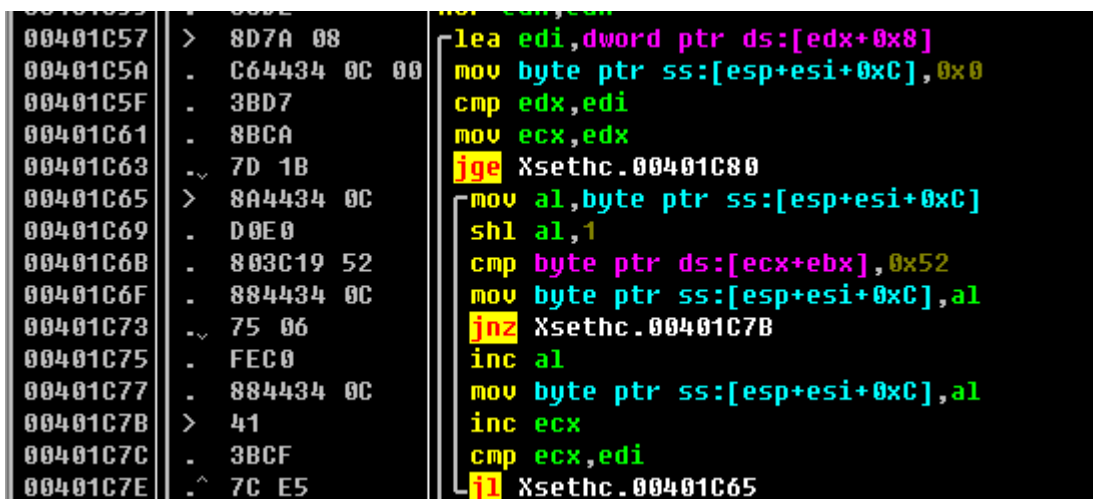 00401C57 > 8D7A 08 lea edi,dword ptr ds:[edx+0x8]
00401C5A . C64434 0C 00 mov byte ptr ss:[esp+esi+0xC],0x0
00401C5F . 3BD7 cmp edx,edi
00401C61 . 8BCA mov ecx,edx
00401C63 .v 7D 1B jge Xsethc.00401C80
00401C65 > 8A4434 0C mov al,byte ptr ss:[esp+esi+0xC]
00401C69 . D0E0 shl al,1
00401C6B . 803C19 52 cmp byte ptr ds:[ecx+ebx],0x52
00401C6F . 884434 0C mov byte ptr ss:[esp+esi+0xC],al
00401C73 .v 75 06 jnz Xsethc.00401C7B
00401C75 . FEC0 inc al
00401C77 . 884434 0C mov byte ptr ss:[esp+esi+0xC],al
00401C7B > 41 inc ecx
00401C7C . 3BCF cmp ecx,edi
00401C7E .^ 7C E5 jl Xsethc.00401C65